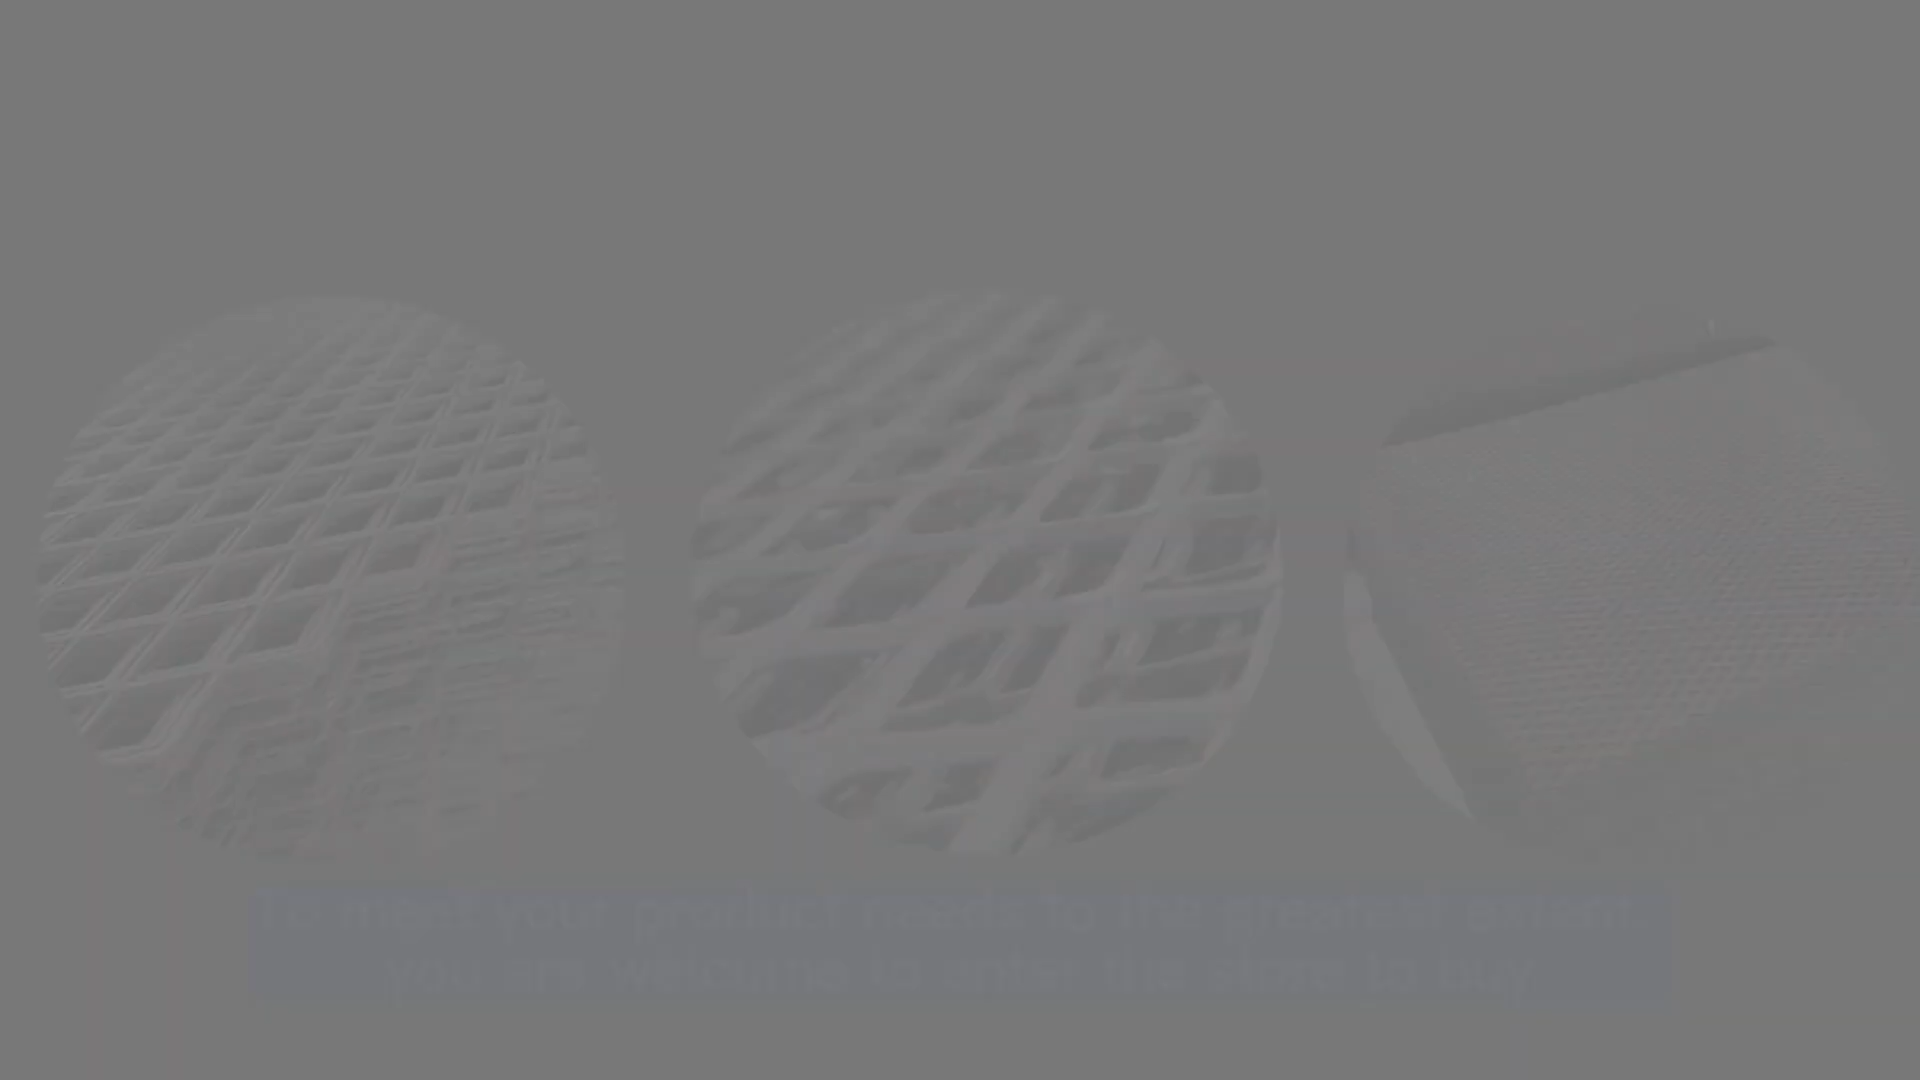 To meet your product needs to the greatest extent,
you are welcome to enter the store to buy